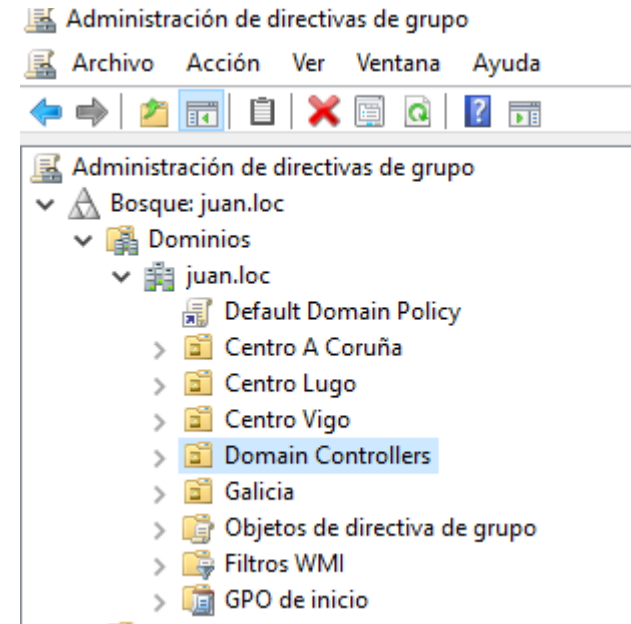 Administración de directivas de grupo
Archivo Acción Ver Ventana Ayuda
Administración de directivas de grupo
Bosque: juan.loc
Dominios
juan.loc
Default Domain Policy
Centro A Coruña
Centro Lugo
Centro Vigo
Domain Controllers
Galicia
Objetos de directiva de grupo
Filtros WMI
GPO de inicio